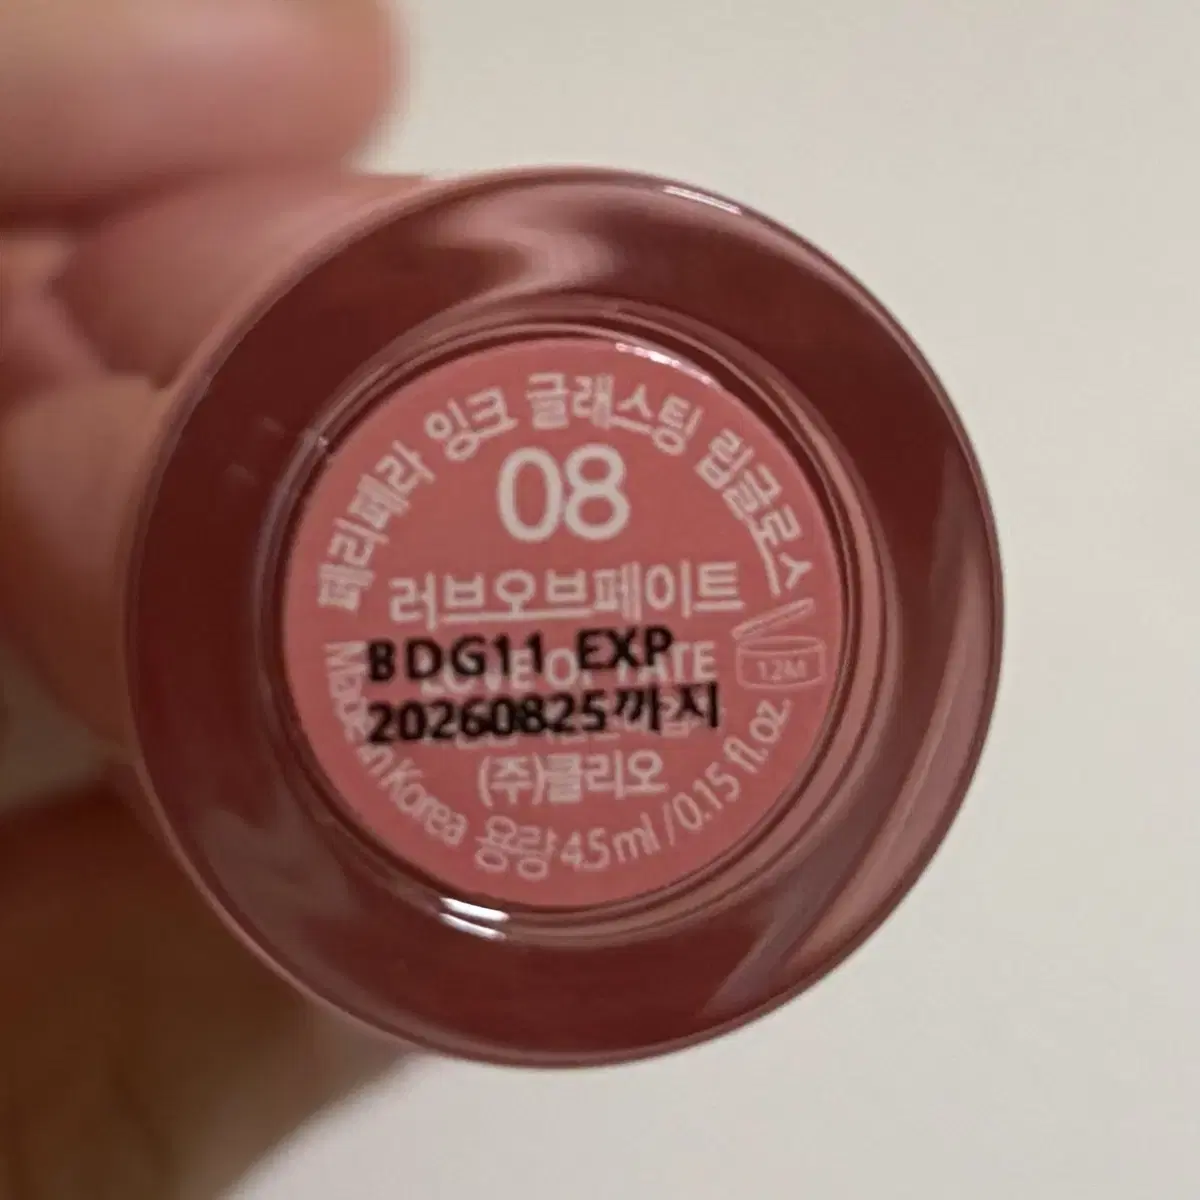 페리페라 잉크 글래스팅 립글로스
08
러브오브페이트
LOVE OF FATE
BDG11 EXP
20260825까지
12M
(주)클리오
Made in Korea 용량 4.5ml / 0.15 fl.oz.